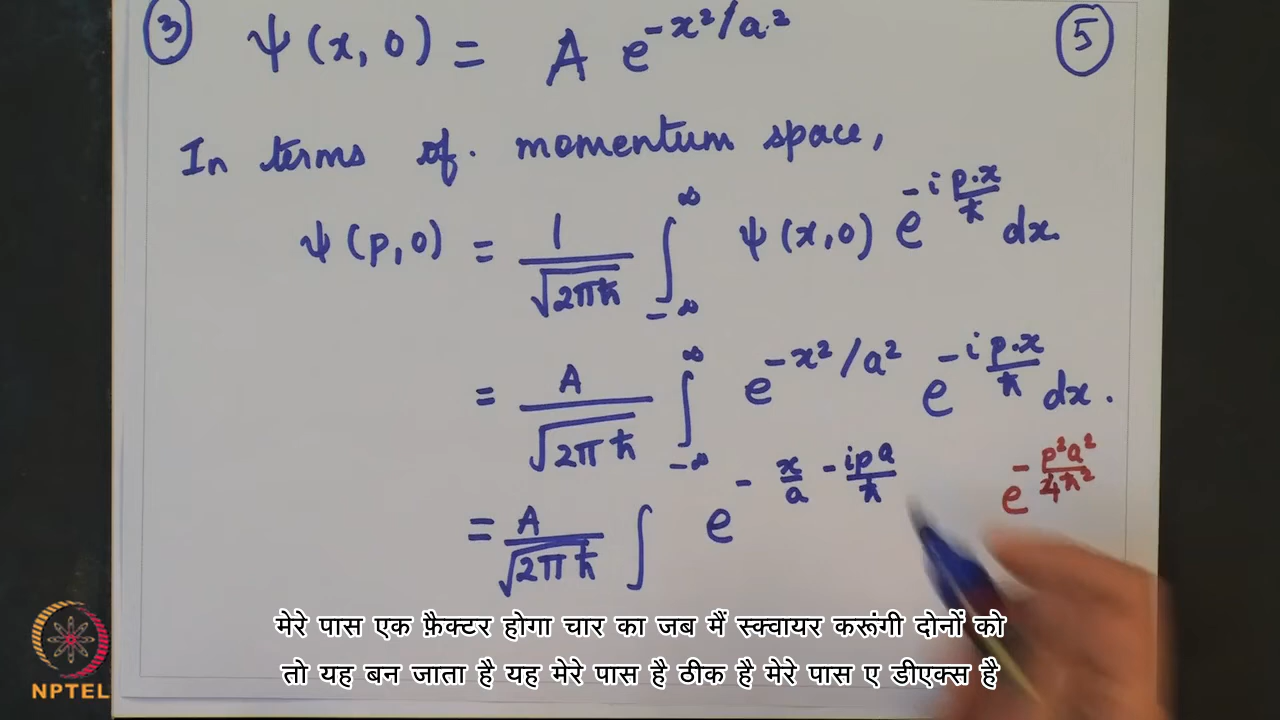 ③ ψ(x,0) = A e^{-x²/a²} ⑤
In terms of. momentum space,
ψ(p,0) = 1/√(2πħ) ∫_{-∞}^{∞} ψ(x,0) e^{-i p.x/ħ} dx.
= A/√(2πħ) ∫_{-∞}^{∞} e^{-x²/a²} e^{-i p.x/ħ} dx.
= A/√(2πħ) ∫ e^{- x/a - ipa/ħ} e^{-p²a²/4ħ²}
मेरे पास एक फ़ैक्टर होगा चार का जब मैं स्क्वायर करूंगी दोनों को
तो यह बन जाता है यह मेरे पास है ठीक है मेरे पास ए डीएक्स है
NPTEL